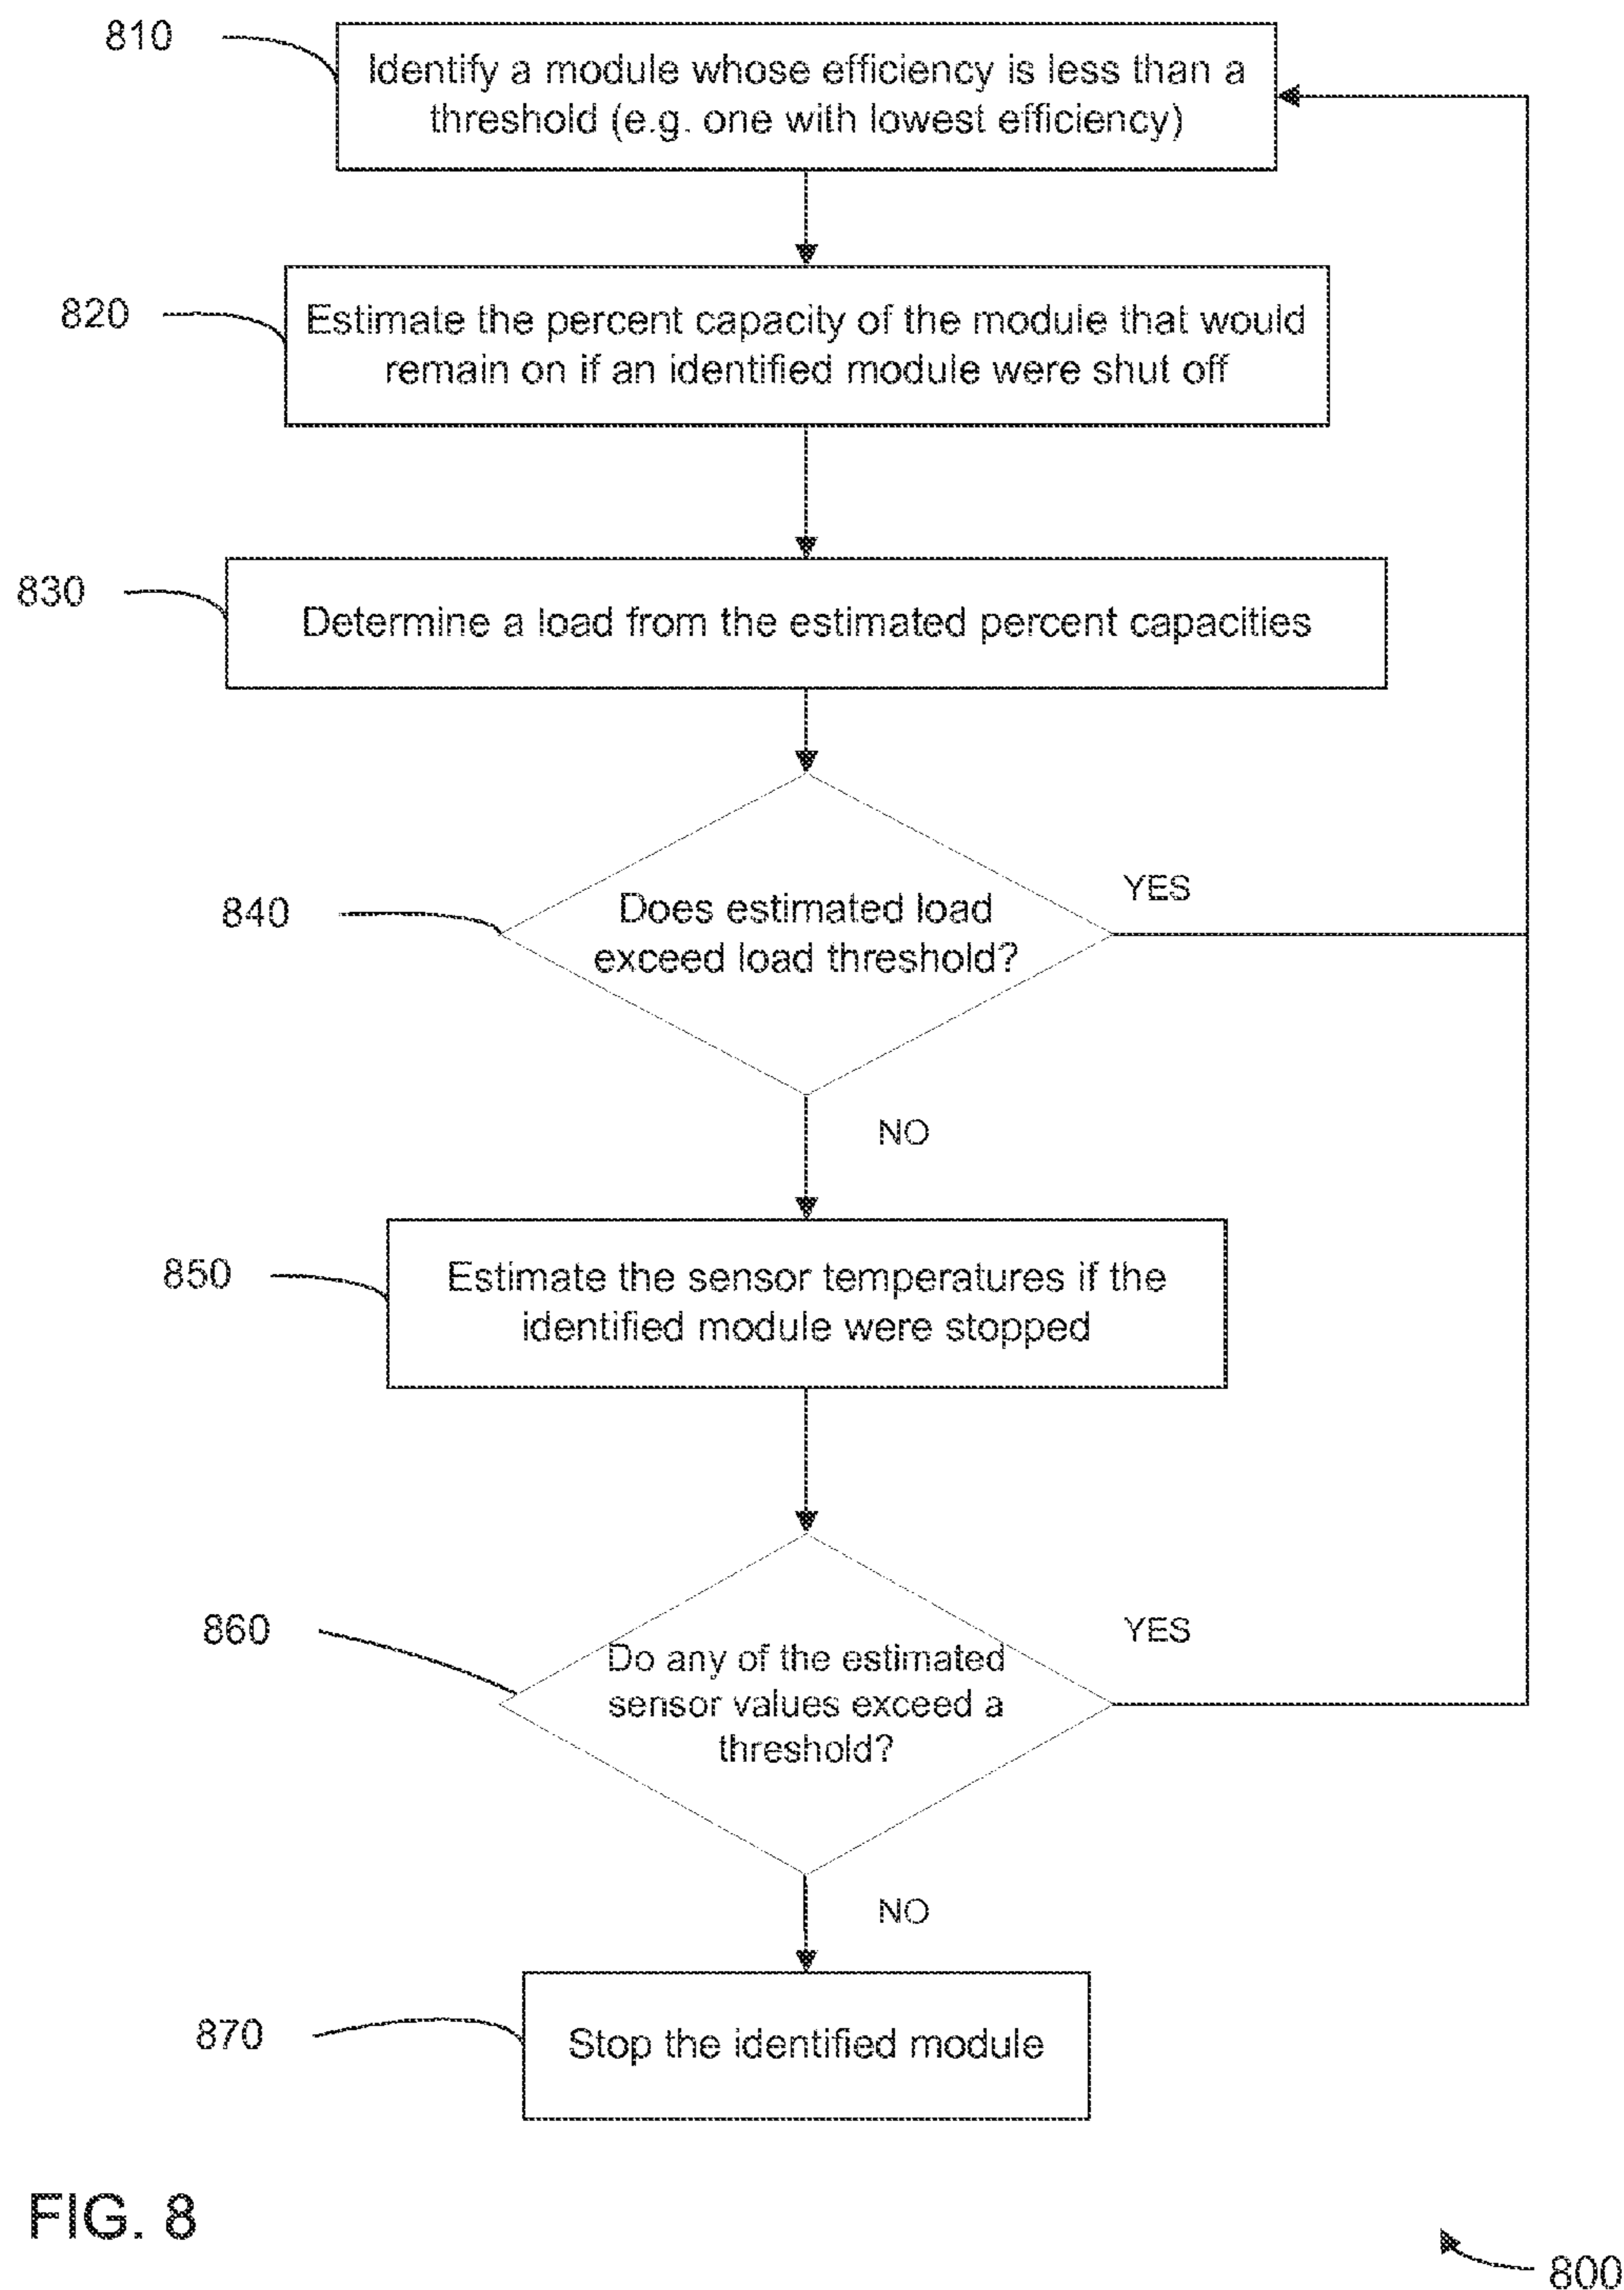 810
Identify a module whose efficiency is less than a
threshold (e.g. one with lowest efficiency)
820
Estimate the percent capacity of the module that would
remain on if an identified module were shut off
830
Determine a load from the estimated percent capacities
840
Does estimated load
exceed load threshold?
YES
NO
850
Estimate the sensor temperatures if the
identified module were stopped
860
Do any of the estimated
sensor values exceed a
threshold?
YES
NO
870
Stop the identified module
FIG. 8
800